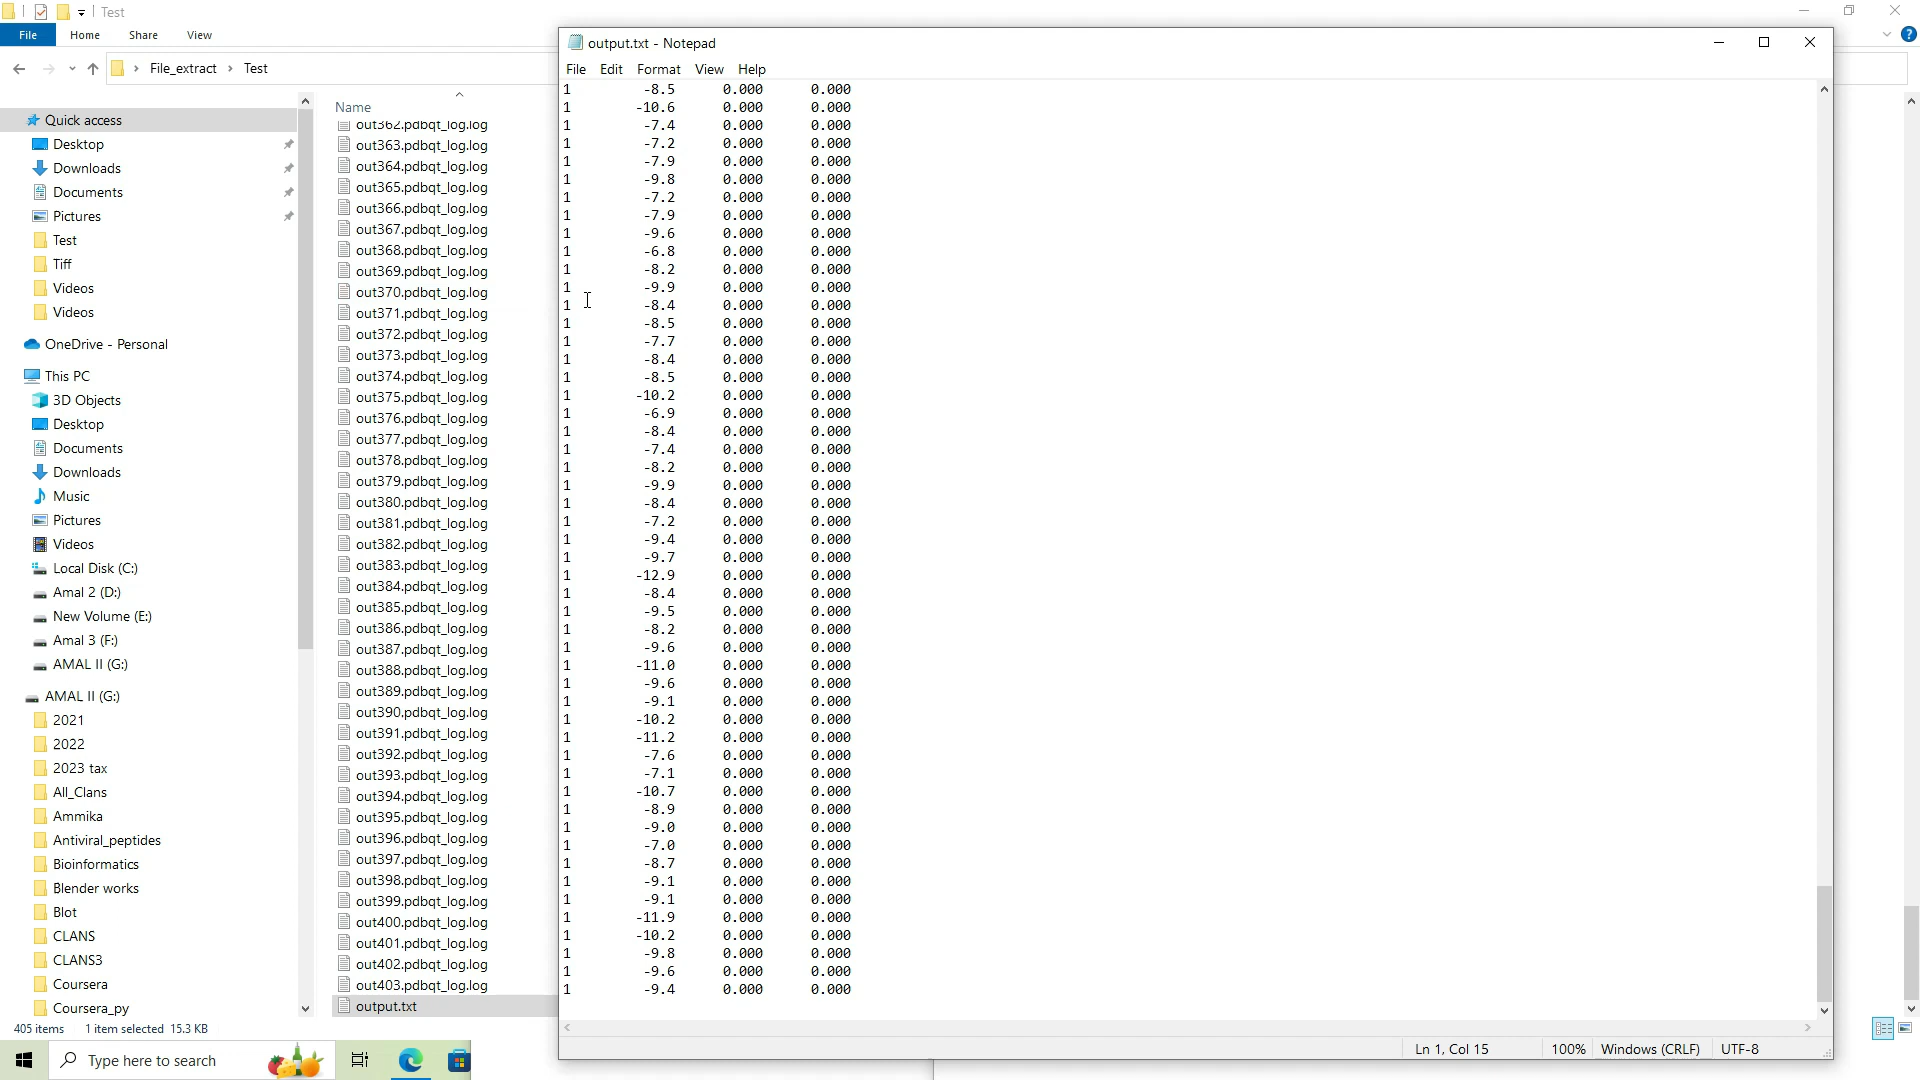 Test
File Home Share View
File_extract Test
Quick access
Desktop
Downloads
Documents
Pictures
Test
Tiff
Videos
Videos
OneDrive - Personal
This PC
3D Objects
Desktop
Documents
Downloads
Music
Pictures
Videos
Local Disk (C:)
Amal 2 (D:)
New Volume (E:)
Amal 3 (F:)
AMAL II (G:)
AMAL II (G:)
2021
2022
2023 tax
All_Clans
Ammika
Antiviral_peptides
Bioinformatics
Blender works
Blot
CLANS
CLANS3
Coursera
Coursera_py
Name
out362.pdbqt_log.log
out363.pdbqt_log.log
out364.pdbqt_log.log
out365.pdbqt_log.log
out366.pdbqt_log.log
out367.pdbqt_log.log
out368.pdbqt_log.log
out369.pdbqt_log.log
out370.pdbqt_log.log
out371.pdbqt_log.log
out372.pdbqt_log.log
out373.pdbqt_log.log
out374.pdbqt_log.log
out375.pdbqt_log.log
out376.pdbqt_log.log
out377.pdbqt_log.log
out378.pdbqt_log.log
out379.pdbqt_log.log
out380.pdbqt_log.log
out381.pdbqt_log.log
out382.pdbqt_log.log
out383.pdbqt_log.log
out384.pdbqt_log.log
out385.pdbqt_log.log
out386.pdbqt_log.log
out387.pdbqt_log.log
out388.pdbqt_log.log
out389.pdbqt_log.log
out390.pdbqt_log.log
out391.pdbqt_log.log
out392.pdbqt_log.log
out393.pdbqt_log.log
out394.pdbqt_log.log
out395.pdbqt_log.log
out396.pdbqt_log.log
out397.pdbqt_log.log
out398.pdbqt_log.log
out399.pdbqt_log.log
out400.pdbqt_log.log
out401.pdbqt_log.log
out402.pdbqt_log.log
out403.pdbqt_log.log
output.txt
405 items 1 item selected 15.3 KB
Type here to search
output.txt - Notepad
File Edit Format View Help
1 -8.5 0.000 0.000
1 -10.6 0.000 0.000
1 -7.4 0.000 0.000
1 -7.2 0.000 0.000
1 -7.9 0.000 0.000
1 -9.8 0.000 0.000
1 -7.2 0.000 0.000
1 -7.9 0.000 0.000
1 -9.6 0.000 0.000
1 -6.8 0.000 0.000
1 -8.2 0.000 0.000
1 -9.9 0.000 0.000
1 -8.4 0.000 0.000
1 -8.5 0.000 0.000
1 -7.7 0.000 0.000
1 -8.4 0.000 0.000
1 -8.5 0.000 0.000
1 -10.2 0.000 0.000
1 -6.9 0.000 0.000
1 -8.4 0.000 0.000
1 -7.4 0.000 0.000
1 -8.2 0.000 0.000
1 -9.9 0.000 0.000
1 -8.4 0.000 0.000
1 -7.2 0.000 0.000
1 -9.4 0.000 0.000
1 -9.7 0.000 0.000
1 -12.9 0.000 0.000
1 -8.4 0.000 0.000
1 -9.5 0.000 0.000
1 -8.2 0.000 0.000
1 -9.6 0.000 0.000
1 -11.0 0.000 0.000
1 -9.6 0.000 0.000
1 -9.1 0.000 0.000
1 -10.2 0.000 0.000
1 -11.2 0.000 0.000
1 -7.6 0.000 0.000
1 -7.1 0.000 0.000
1 -10.7 0.000 0.000
1 -8.9 0.000 0.000
1 -9.0 0.000 0.000
1 -7.0 0.000 0.000
1 -8.7 0.000 0.000
1 -9.1 0.000 0.000
1 -9.1 0.000 0.000
1 -11.9 0.000 0.000
1 -10.2 0.000 0.000
1 -9.8 0.000 0.000
1 -9.6 0.000 0.000
1 -9.4 0.000 0.000
Ln 1, Col 15 100% Windows (CRLF) UTF-8